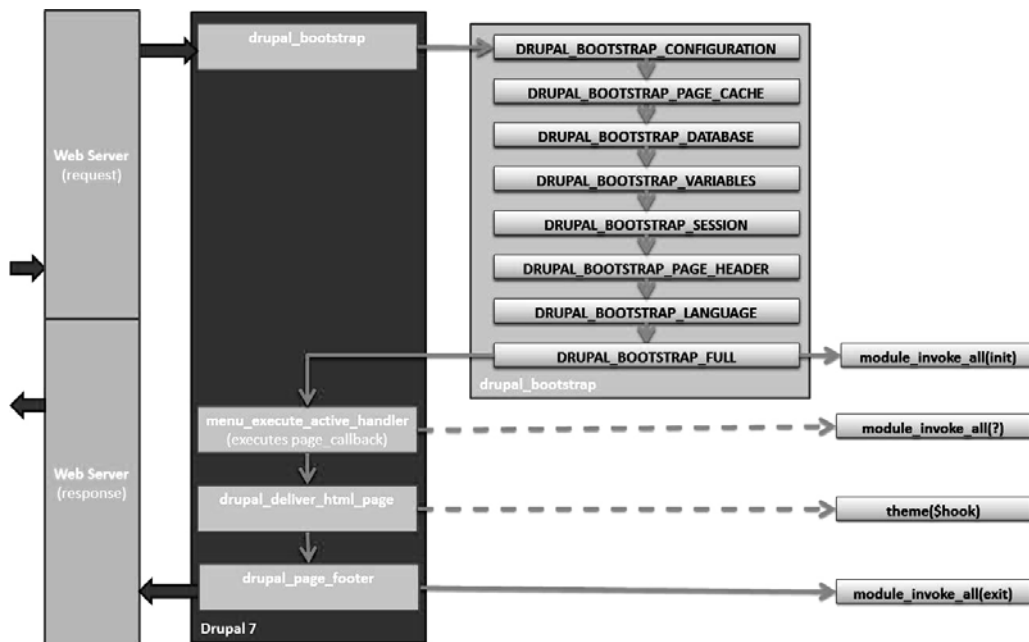 drupal_bootstrap
DRUPAL_BOOTSTRAP_CONFIGURATION
DRUPAL_BOOTSTRAP_PAGE_CACHE
DRUPAL_BOOTSTRAP_DATABASE
Web Server
(request)
DRUPAL_BOOTSTRAP_VARIABLES
DRUPAL_BOOTSTRAP_SESSION
DRUPAL_BOOTSTRAP_PAGE_HEADER
DRUPAL_BOOTSTRAP_LANGUAGE
DRUPAL_BOOTSTRAP_FULL
module_invoke_all(init)
drupal_bootstrap
menu_execute_active_handler
(executes page_callback)
module_invoke_all(?)
Web Server
(response)
drupal_deliver_html_page
theme($hook)
drupal_page_footer
module_invoke_all(exit)
Drupal 7